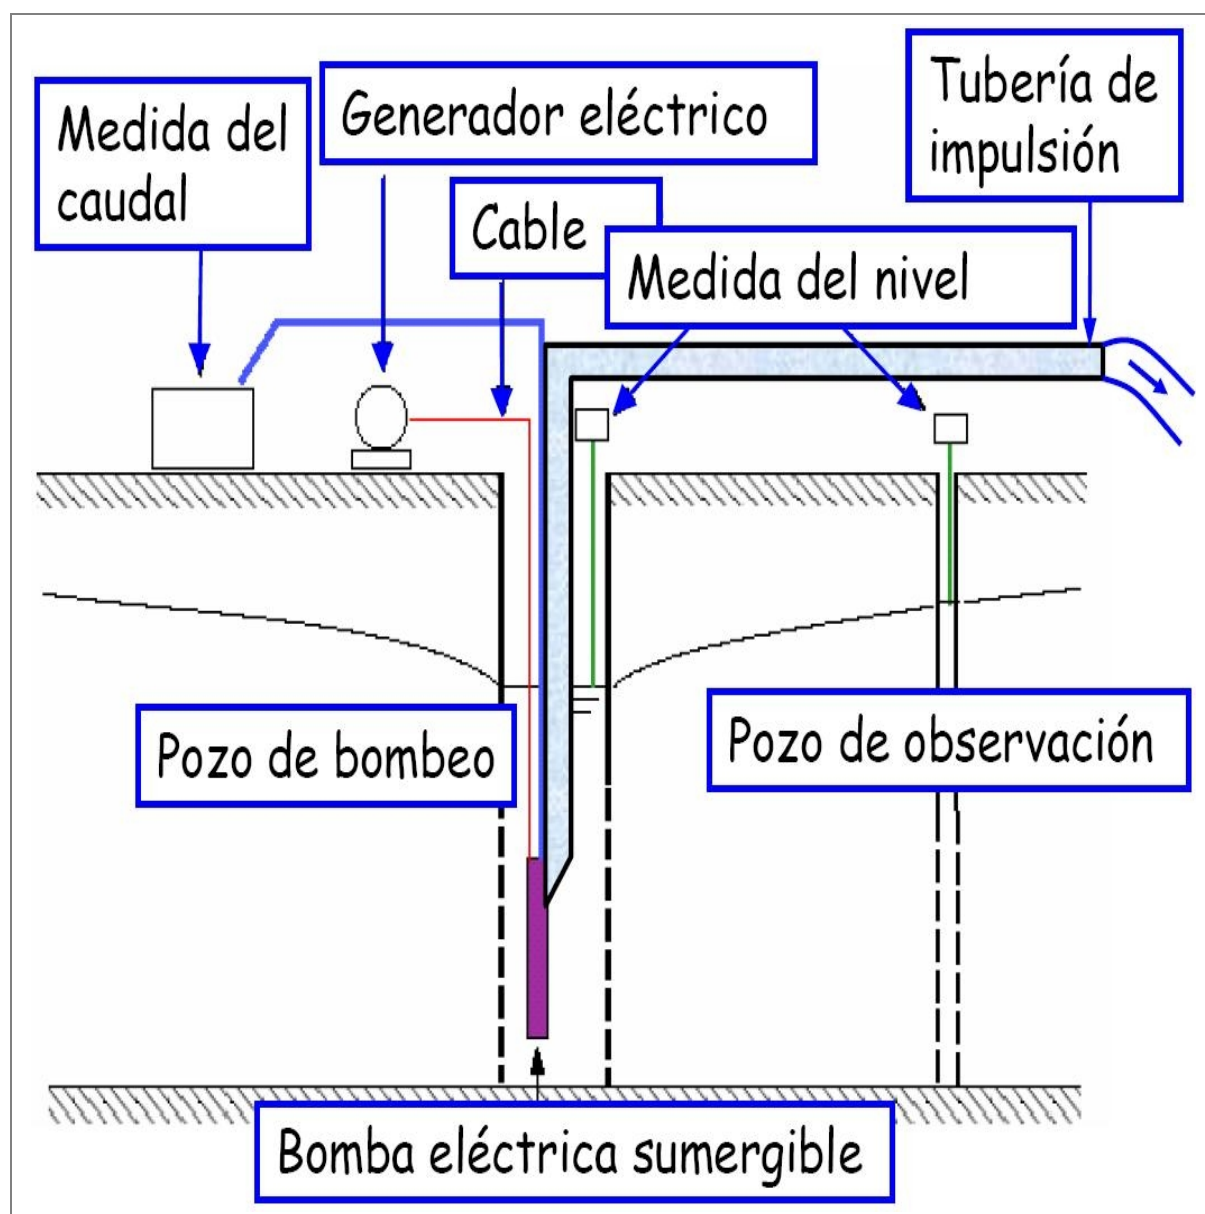 Medida del
caudal
Generador eléctrico
Cable
Medida del nivel
Tubería de
impulsión
Pozo de bombeo
Pozo de observación
Bomba eléctrica sumergible